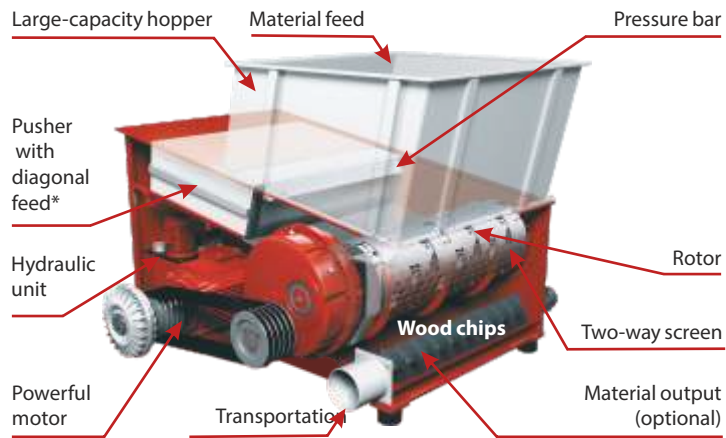 Large-capacity hopper
Material feed
Pressure bar
Pusher
with
diagonal
feed*
Hydraulic
unit
Rotor
Wood chips
Two-way screen
Powerful
motor
Transportation
Material output
(optional)